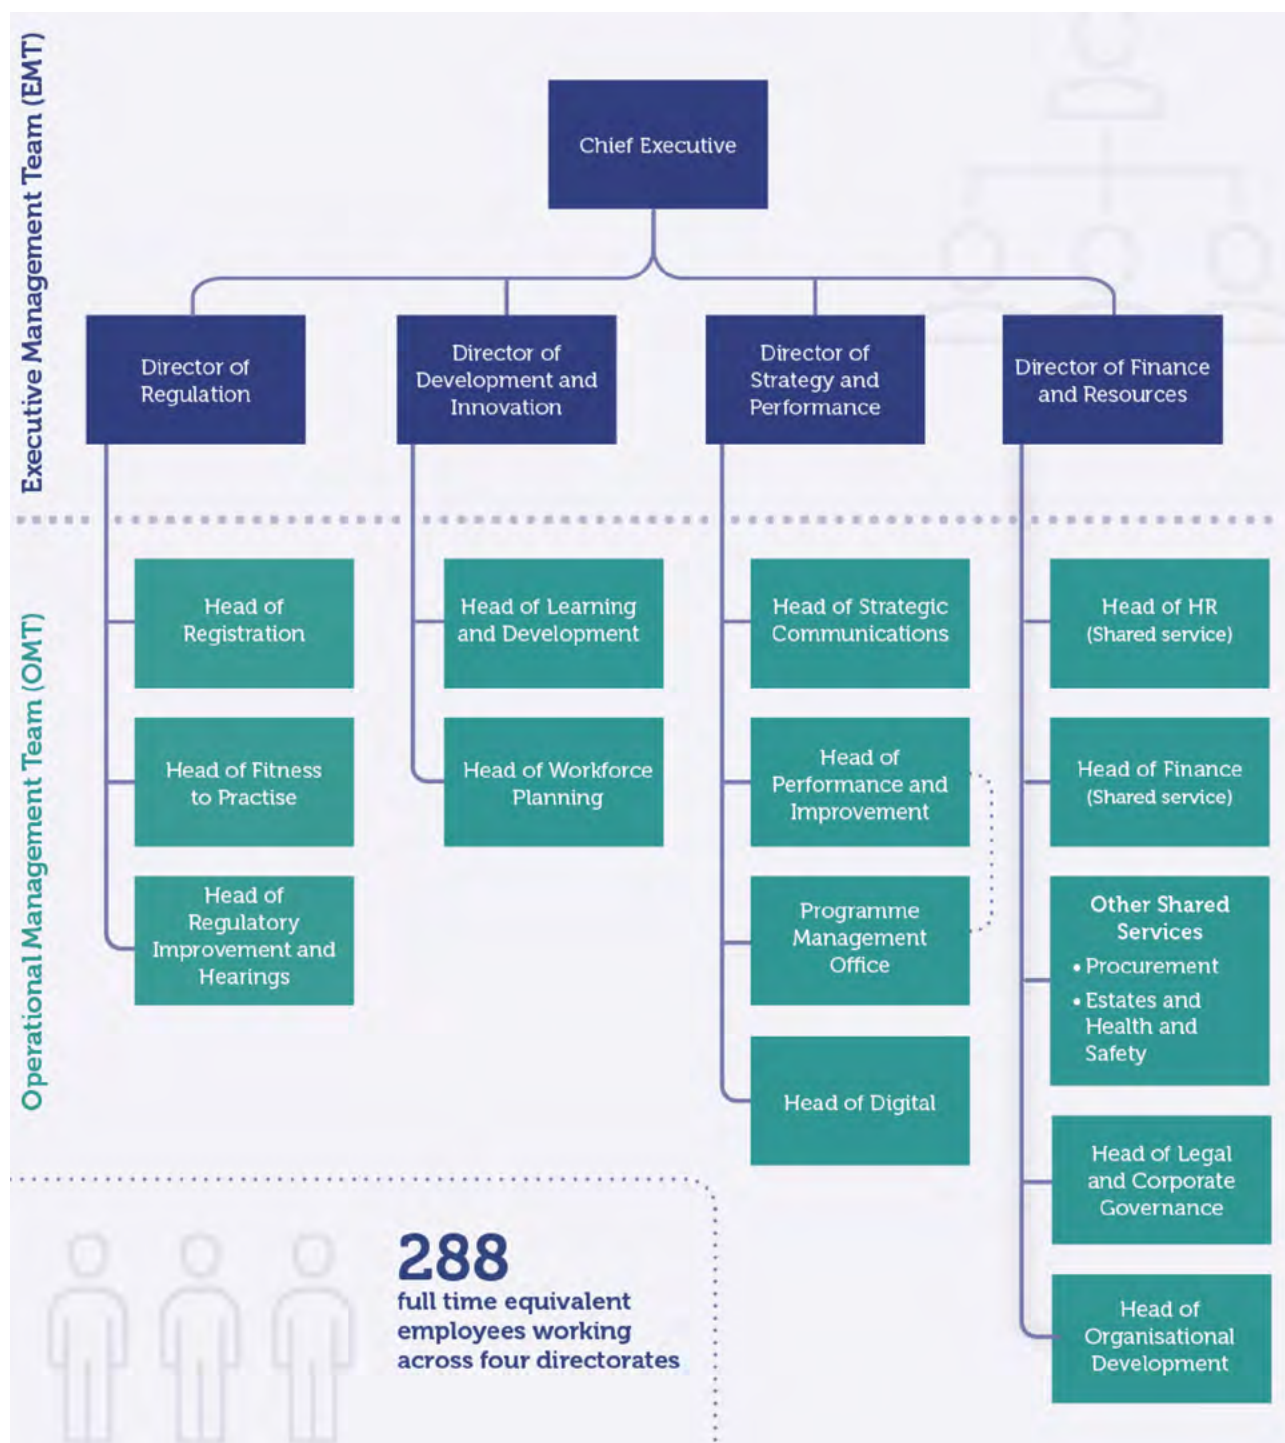 Executive Management Team (EMT)
Chief Executive
Director of
Regulation
Director of
Development and
Innovation
Director of
Strategy and
Performance
Director of Finance
and Resources
Operational Management Team (OMT)
Head of
Registration
Head of Fitness
to Practise
Head of
Regulatory
Improvement and
Hearings
Head of Learning
and Development
Head of Workforce
Planning
Head of Strategic
Communications
Head of
Performance and
Improvement
Programme
Management
Office
Head of Digital
Head of HR
(Shared service)
Head of Finance
(Shared service)
Other Shared
Services
• Procurement
• Estates and
Health and
Safety
Head of Legal
and Corporate
Governance
Head of
Organisational
Development
288
full time equivalent
employees working
across four directorates